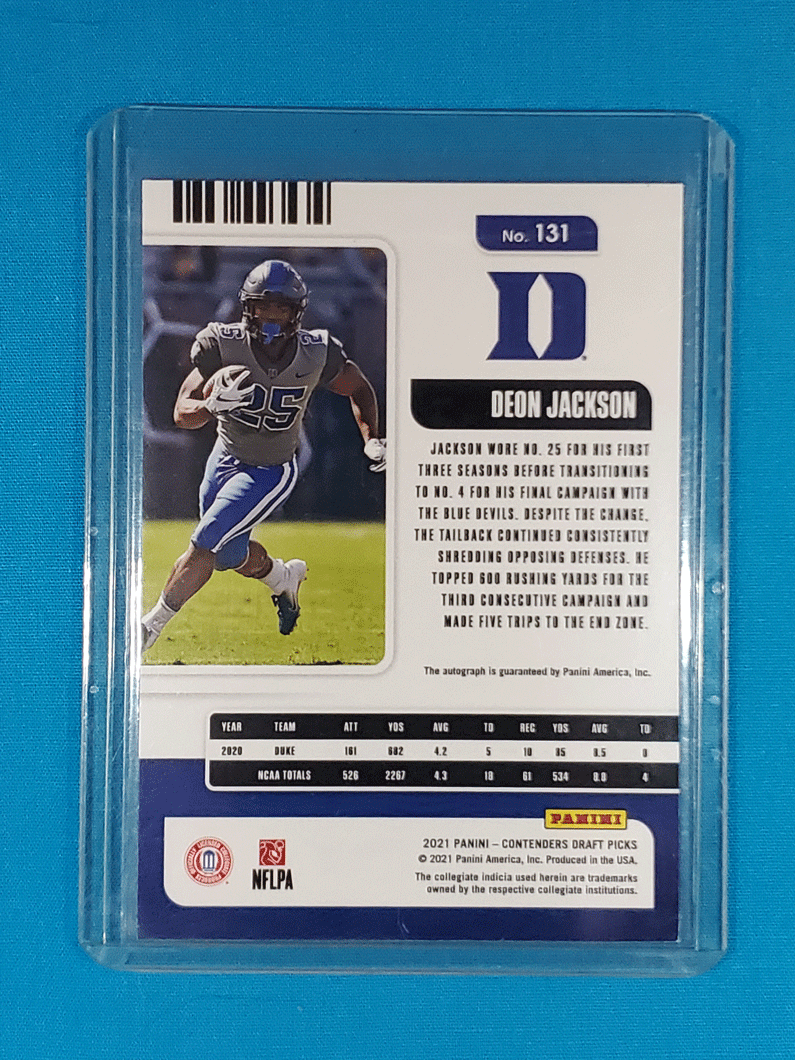 No. 131
D
DEON JACKSON
25
25
JACKSON WORE NO. 25 FOR HIS FIRST
THREE SEASONS BEFORE TRANSITIONING
TO NO. 4 FOR HIS FINAL CAMPAIGN WITH
THE BLUE DEVILS. DESPITE THE CHANGE,
THE TAILBACK CONTINUED CONSISTENTLY
SHREDDING OPPOSING DEFENSES. HE
TOPPED 600 RUSHING YARDS FOR THE
THIRD CONSECUTIVE CAMPAIGN AND
MADE FIVE TRIPS TO THE END ZONE.
The autograph is guaranteed by Panini America, Inc.
YEAR TEAM ATT YDS AVG TD REC YDS AVG TD
2020 DUKE 161 682 4.2 5 10 85 8.5 0
NCAA TOTALS 526 2267 4.3 18 61 534 8.8 4
PANINI
2021 PANINI – CONTENDERS DRAFT PICKS
© 2021 Panini America, Inc. Produced in the USA.
The collegiate indicia used herein are trademarks
owned by the respective collegiate institutions.
OFFICIALLY LICENSED COLLEGIATE PRODUCTS
NFLPA